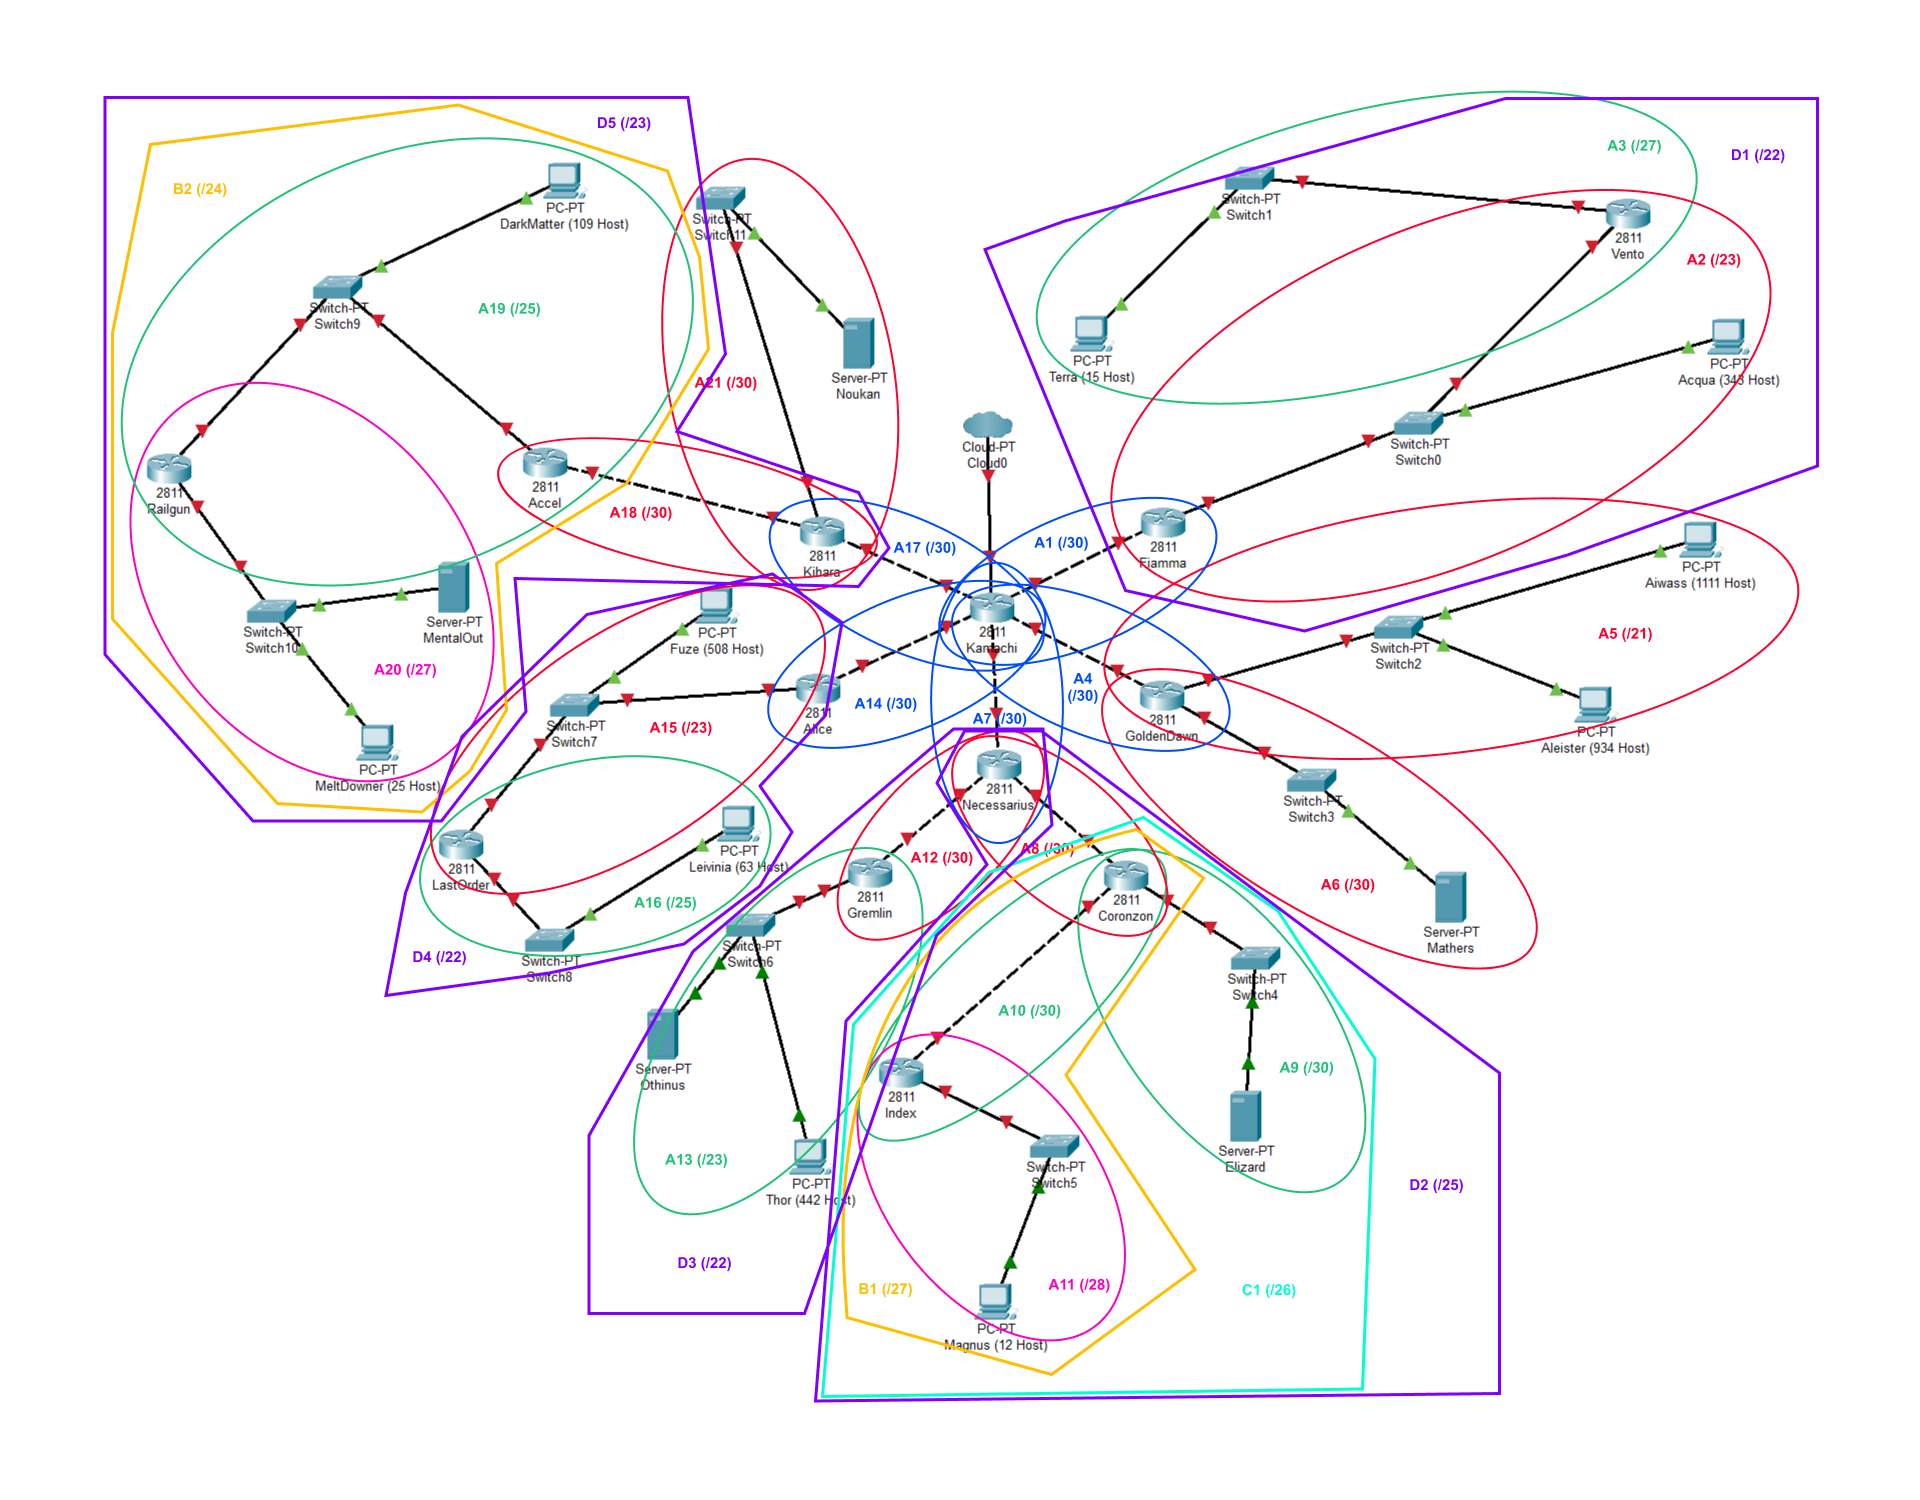 D5 (/23)
B2 (/24)
PC-PT
DarkMatter (109 Host)
Switch-PT
Switch9
A19 (/25)
Switch-PT
Switch11
Server-PT
Noukan
A21 (/30)
2811
Railgun
2811
Accel
A18 (/30)
2811
Kihara
A17 (/30)
Switch-PT
Switch10
Server-PT
MentalOut
A20 (/27)
PC-PT
MeltDowner (25 Host)
A3 (/27)
D1 (/22)
Switch-PT
Switch1
2811
Vento
A2 (/23)
PC-PT
Terra (15 Host)
PC-PT
Acqua (343 Host)
Switch-PT
Switch0
Cloud-PT
Cloud0
A1 (/30)
2811
Fiamma
PC-PT
Aiwass (1111 Host)
A5 (/21)
Switch-PT
Switch2
PC-PT
Aleister (934 Host)
2811
Kamachi
A4
(/30)
2811
GoldenDawn
Switch-PT
Switch3
A6 (/30)
Server-PT
Mathers
PC-PT
Fuze (508 Host)
A14 (/30)
2811
Alice
Switch-PT
Switch7
A15 (/23)
2811
LastOrder
PC-PT
Leivinia (63 Host)
A16 (/25)
Switch-PT
Switch8
D4 (/22)
A7 (/30)
2811
Necessarius
A12 (/30)
A8 (/30)
2811
Gremlin
2811
Coronzon
Switch-PT
Switch6
Server-PT
Othinus
A13 (/23)
PC-PT
Thor (442 Host)
D3 (/22)
Switch-PT
Switch4
A10 (/30)
A9 (/30)
2811
Index
Switch-PT
Switch5
Server-PT
Elizard
D2 (/25)
B1 (/27)
A11 (/28)
C1 (/26)
PC-PT
Magnus (12 Host)